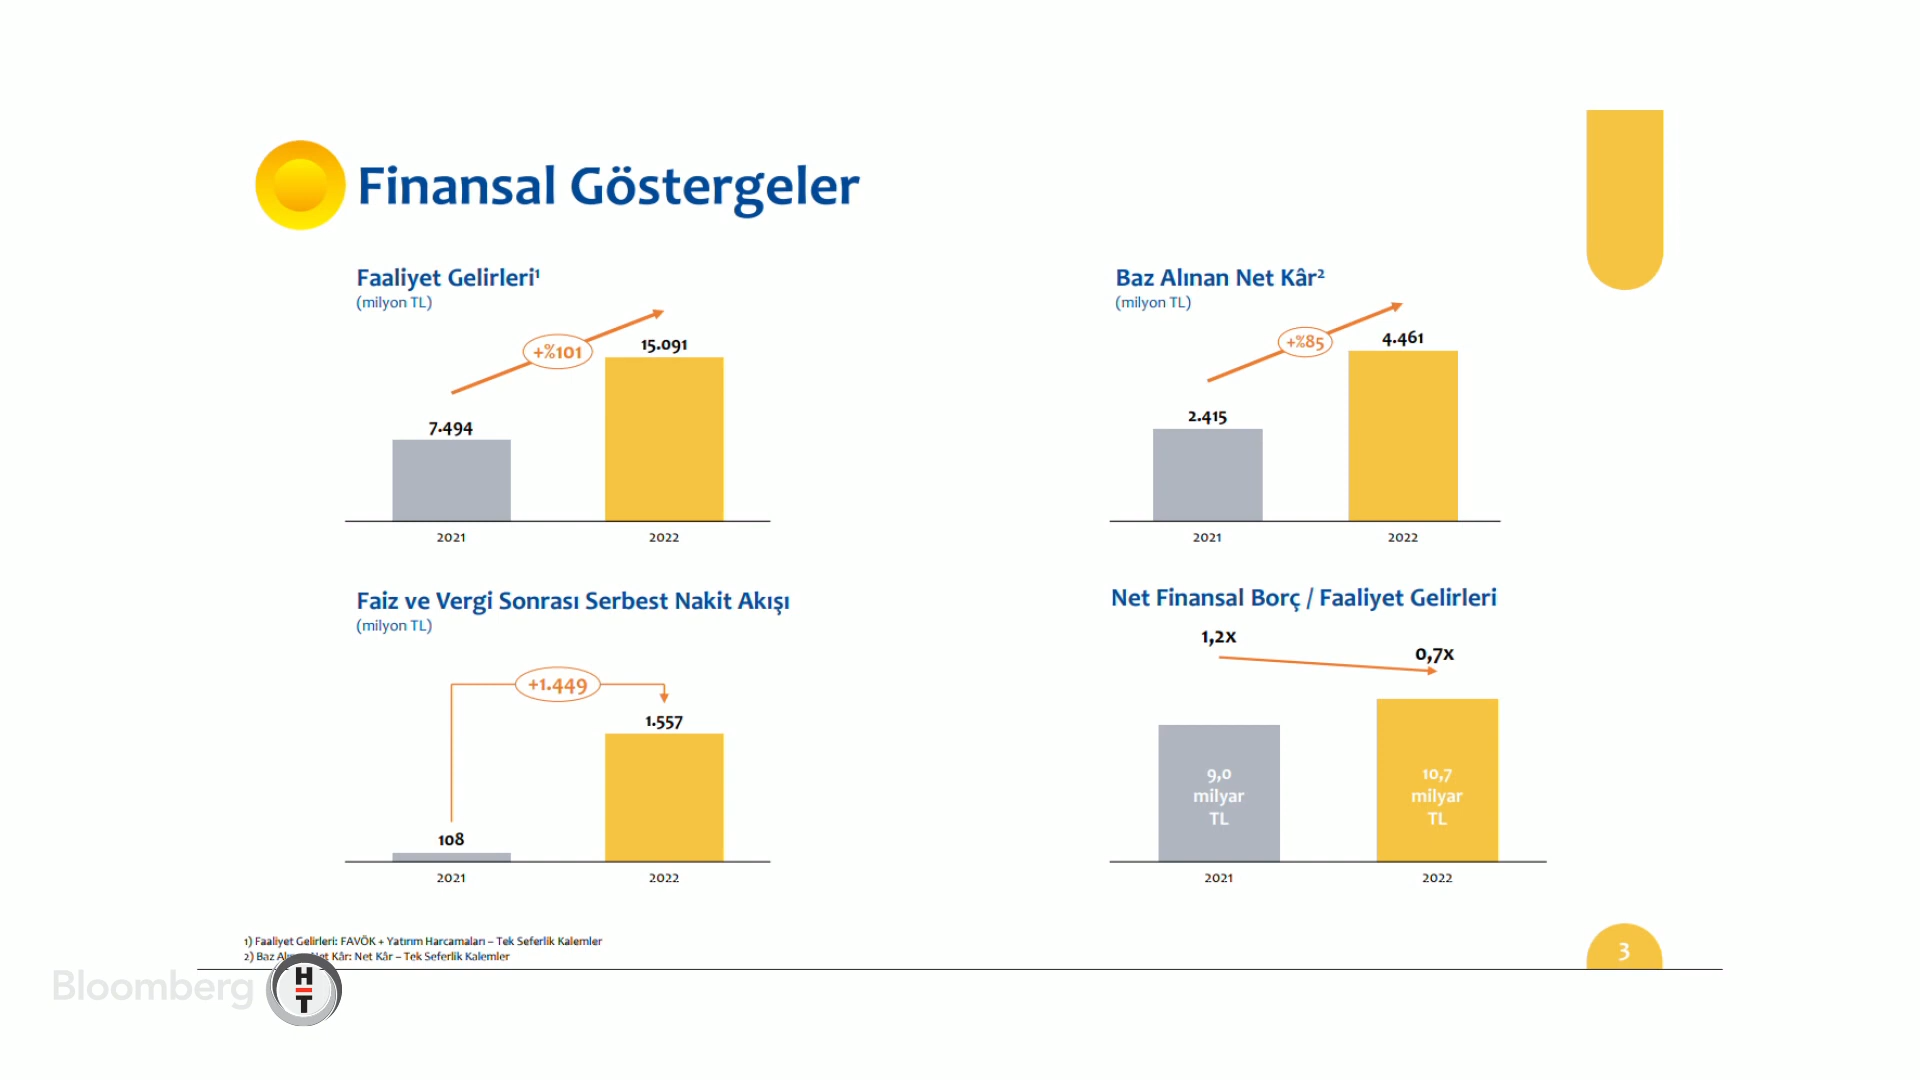 Finansal Göstergeler
Faaliyet Gelirleri¹
(milyon TL)
+%101
15.091
7.494
2021
2022
Baz Alınan Net Kâr²
(milyon TL)
+%85
4.461
2.415
2021
2022
Faiz ve Vergi Sonrası Serbest Nakit Akışı
(milyon TL)
+1.449
1.557
108
2021
2022
Net Finansal Borç / Faaliyet Gelirleri
1,2x
0,7x
9,0
milyar
TL
10,7
milyar
TL
2021
2022
1) Faaliyet Gelirleri: FAVÖK + Yatırım Harcamaları – Tek Seferlik Kalemler
2) Baz Kâr: Net Kâr – Tek Seferlik Kalemler
3
Bloomberg
H
T